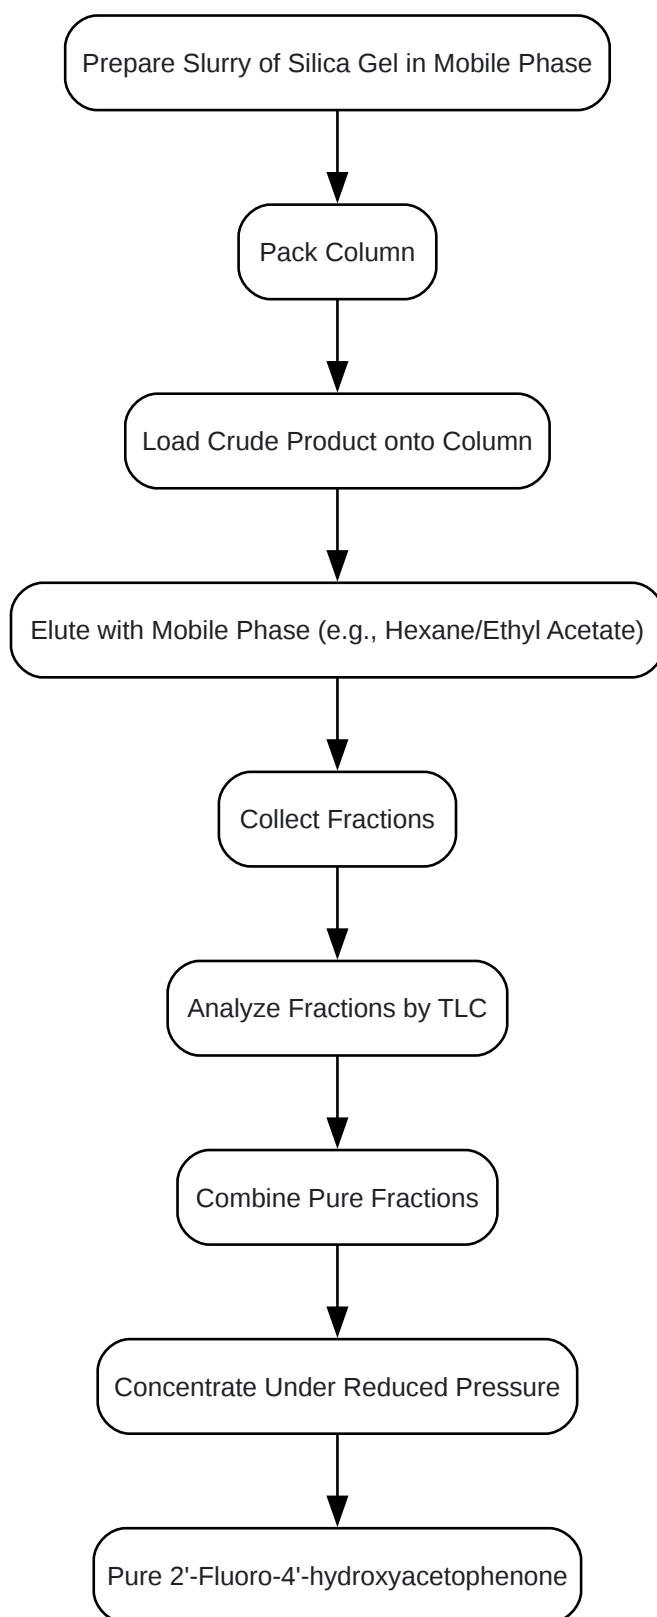 Prepare Slurry of Silica Gel in Mobile Phase
Pack Column
Load Crude Product onto Column
Elute with Mobile Phase (e.g., Hexane/Ethyl Acetate)
Collect Fractions
Analyze Fractions by TLC
Combine Pure Fractions
Concentrate Under Reduced Pressure
Pure 2'-Fluoro-4'-hydroxyacetophenone